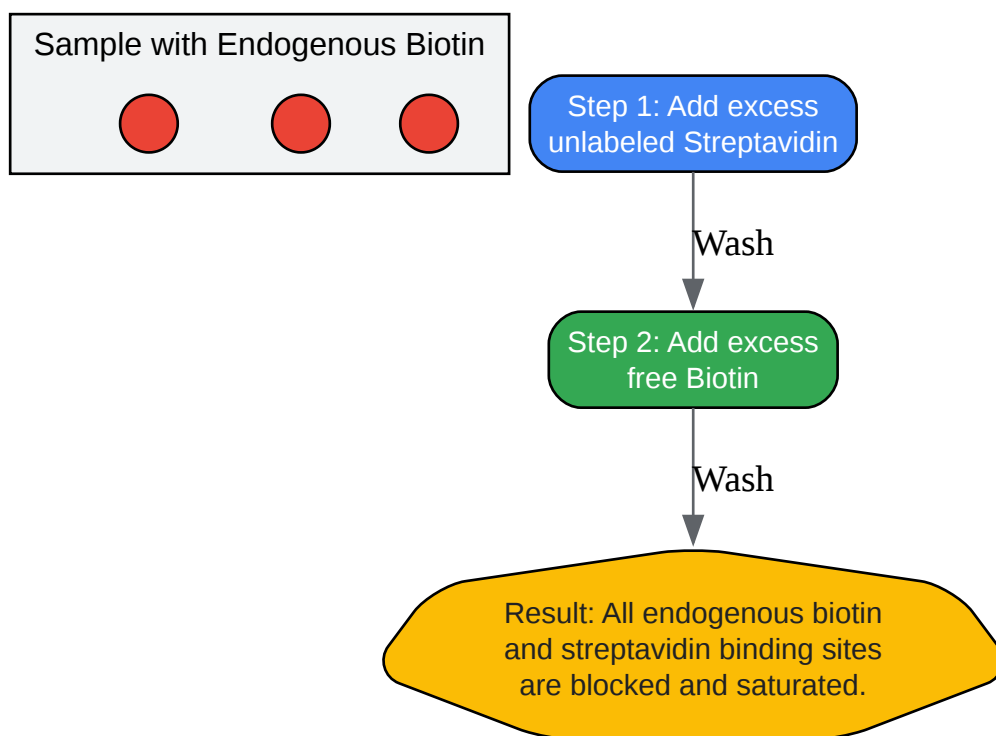 Sample with Endogenous Biotin
Step 1: Add excess
unlabeled Streptavidin
Wash
Step 2: Add excess
free Biotin
Wash
Result: All endogenous biotin
and streptavidin binding sites
are blocked and saturated.